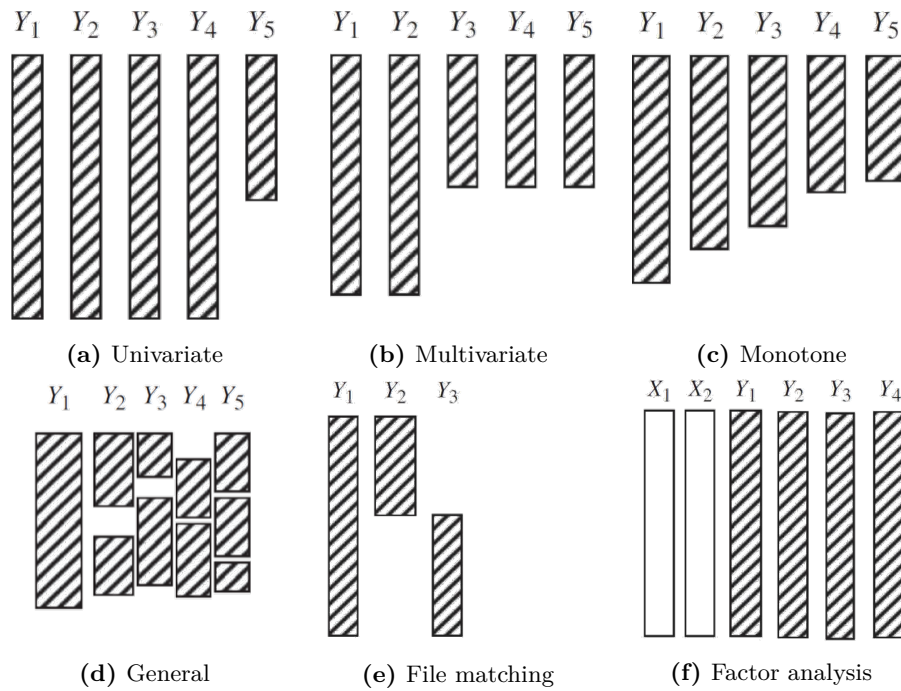 Y₁ Y₂ Y₃ Y₄ Y₅ Y₁ Y₂ Y₃ Y₄ Y₅ Y₁ Y₂ Y₃ Y₄ Y₅
(a) Univariate (b) Multivariate (c) Monotone
Y₁ Y₂ Y₃ Y₄ Y₅ Y₁ Y₂ Y₃ X₁ X₂ Y₁ Y₂ Y₃ Y₄
(d) General (e) File matching (f) Factor analysis